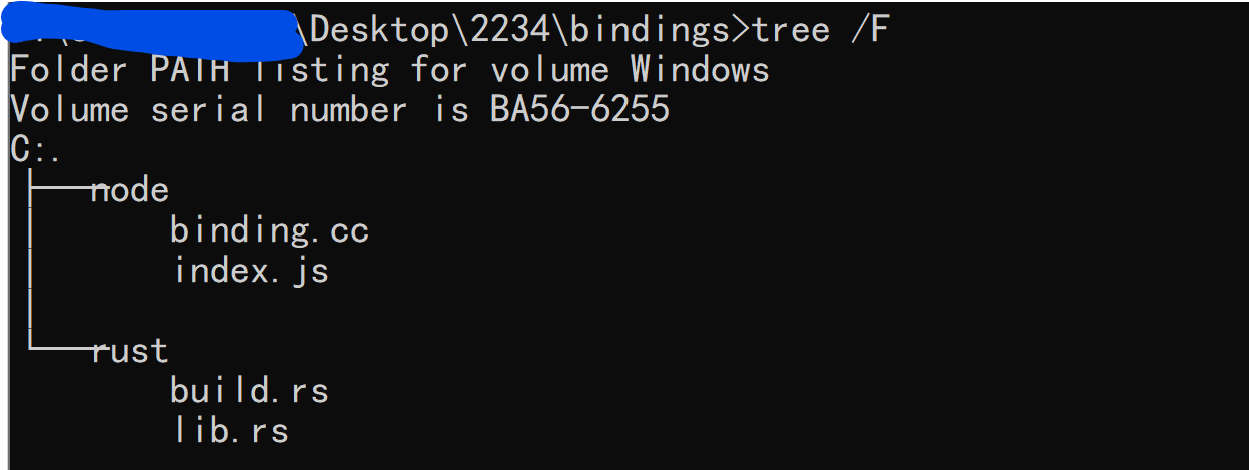 \Desktop\2234\bindings>tree /F
Folder PATH listing for volume Windows
Volume serial number is BA56-6255
C:.
├───node
│       binding.cc
│       index.js
│
└───rust
        build.rs
        lib.rs